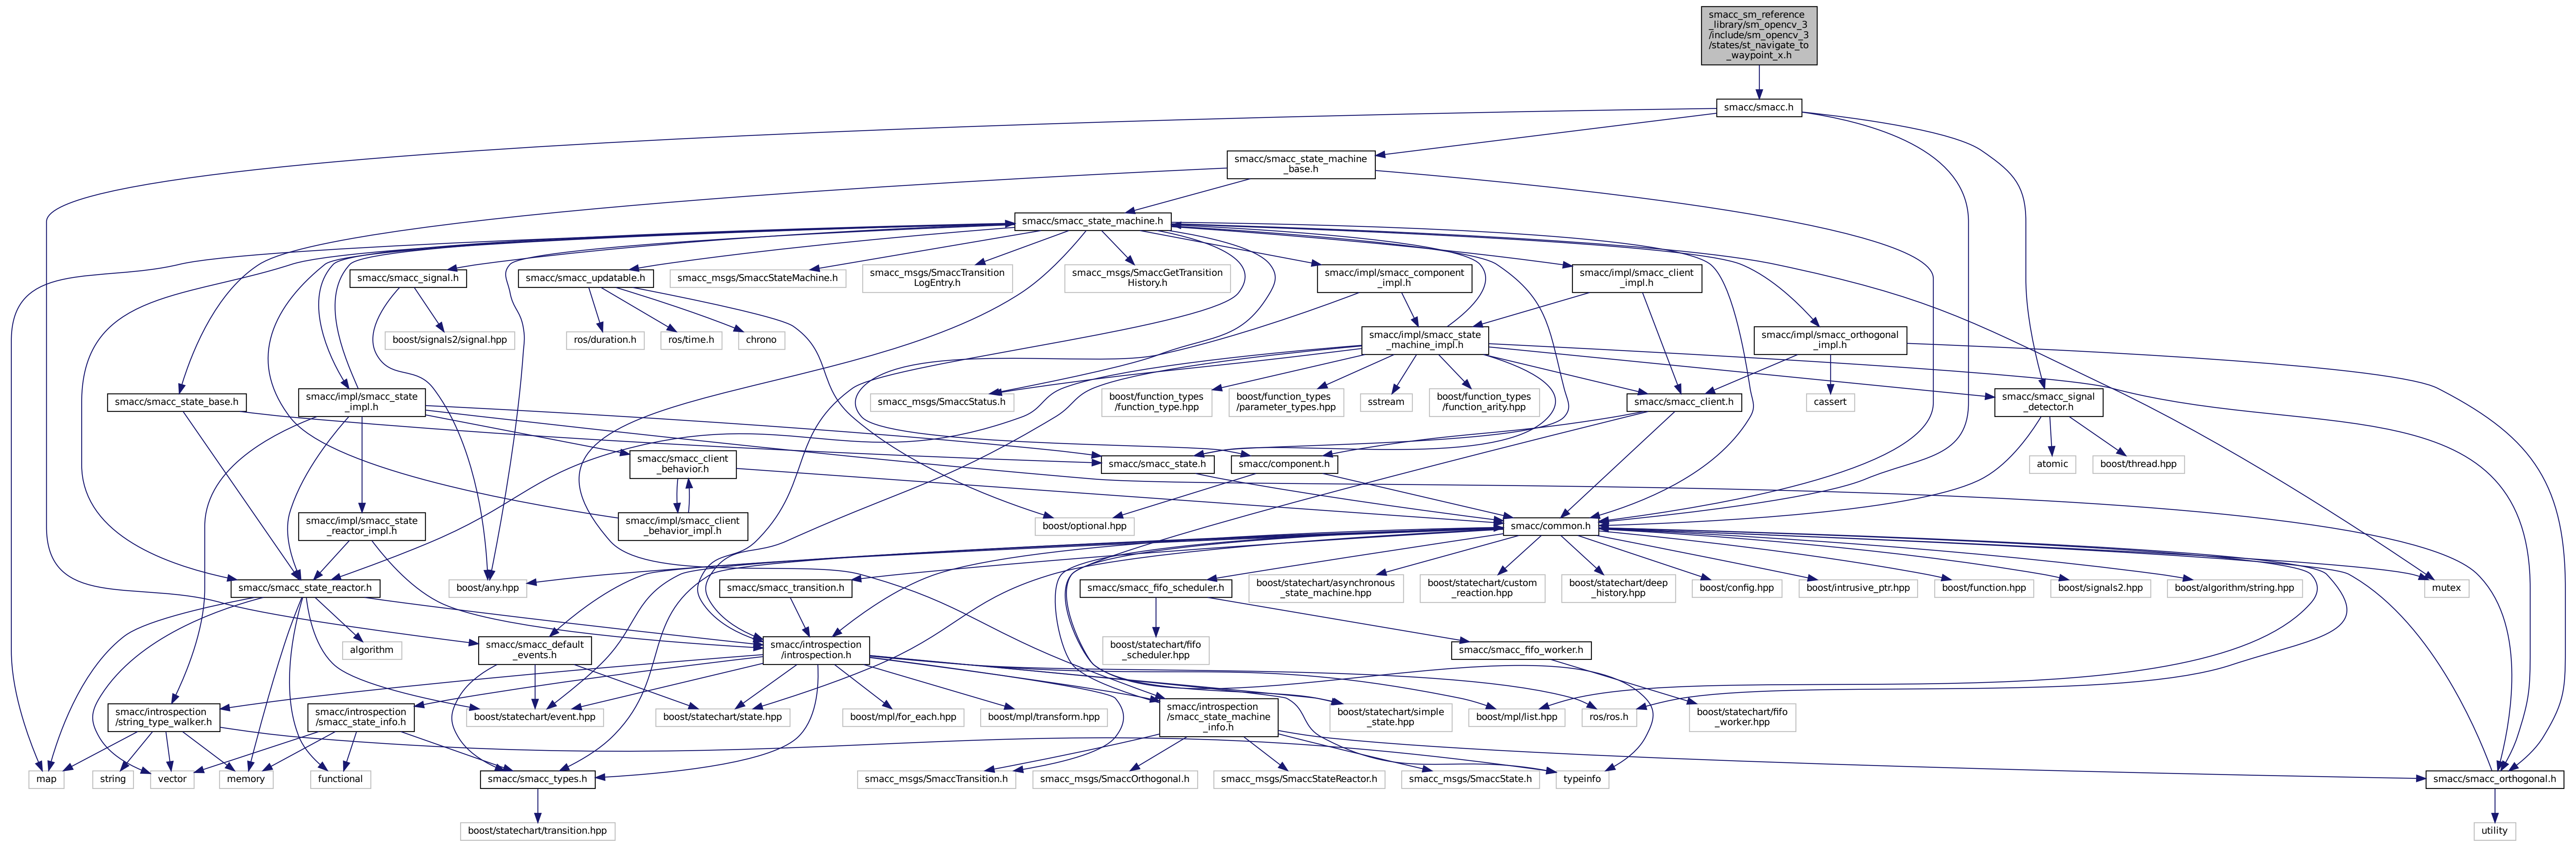 smacc_sm_reference
_library/sm_opencv_3
/include/sm_opencv_3
/states/st_navigate_to
_waypoint_x.h
smacc/smacc.h
smacc/smacc_state_machine
_base.h
smacc/smacc_state_machine.h
smacc/smacc_signal.h
smacc/smacc_updatable.h
smacc_msgs/SmaccStateMachine.h
smacc_msgs/SmaccTransition
LogEntry.h
smacc_msgs/SmaccGetTransition
History.h
smacc/impl/smacc_component
_impl.h
smacc/impl/smacc_client
_impl.h
boost/signals2/signal.hpp
ros/duration.h
ros/time.h
chrono
smacc/impl/smacc_state
_machine_impl.h
smacc/impl/smacc_orthogonal
_impl.h
smacc/smacc_state_base.h
smacc/impl/smacc_state
_impl.h
smacc_msgs/SmaccStatus.h
boost/function_types
/function_type.hpp
boost/function_types
/parameter_types.hpp
sstream
boost/function_types
/function_arity.hpp
smacc/smacc_client.h
cassert
smacc/smacc_signal
_detector.h
smacc/smacc_client
_behavior.h
smacc/smacc_state.h
smacc/component.h
atomic
boost/thread.hpp
smacc/impl/smacc_state
_reactor_impl.h
smacc/impl/smacc_client
_behavior_impl.h
boost/optional.hpp
smacc/common.h
smacc/smacc_state_reactor.h
boost/any.hpp
smacc/smacc_transition.h
smacc/smacc_fifo_scheduler.h
boost/statechart/asynchronous
_state_machine.hpp
boost/statechart/custom
_reaction.hpp
boost/statechart/deep
_history.hpp
boost/config.hpp
boost/intrusive_ptr.hpp
boost/function.hpp
boost/signals2.hpp
boost/algorithm/string.hpp
mutex
algorithm
smacc/smacc_default
_events.h
smacc/introspection
/introspection.h
boost/statechart/fifo
_scheduler.hpp
smacc/smacc_fifo_worker.h
smacc/introspection
/string_type_walker.h
smacc/introspection
/smacc_state_info.h
boost/statechart/event.hpp
boost/statechart/state.hpp
boost/mpl/for_each.hpp
boost/mpl/transform.hpp
smacc/introspection
/smacc_state_machine
_info.h
boost/statechart/simple
_state.hpp
boost/mpl/list.hpp
ros/ros.h
boost/statechart/fifo
_worker.hpp
map
string
vector
memory
functional
smacc/smacc_types.h
smacc_msgs/SmaccTransition.h
smacc_msgs/SmaccOrthogonal.h
smacc_msgs/SmaccStateReactor.h
smacc_msgs/SmaccState.h
typeinfo
smacc/smacc_orthogonal.h
boost/statechart/transition.hpp
utility